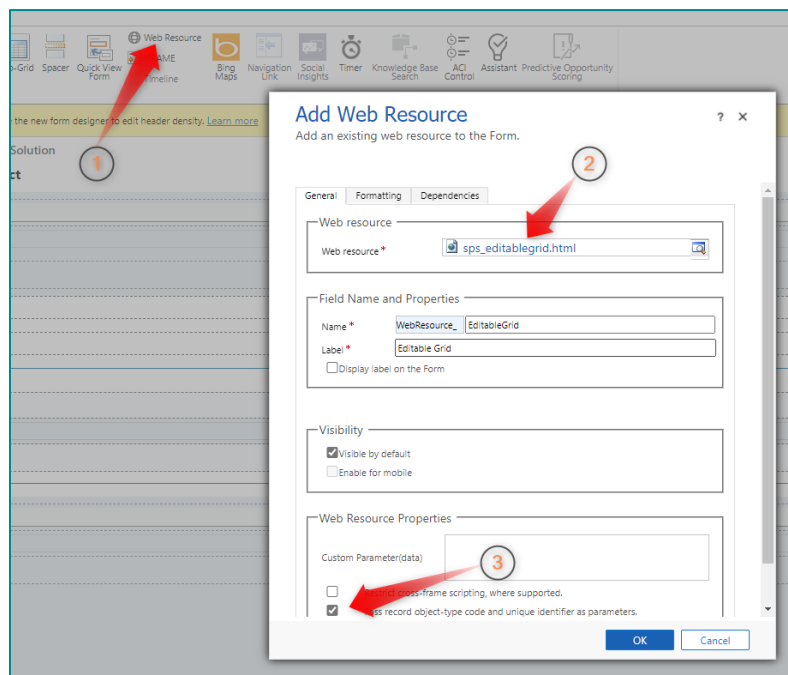 Web Resource
-Grid
Spacer
Quick View
Form
AME
Timeline
Bing
Maps
Navigation
Link
Social
Insights
Timer
Knowledge Base
Search
ACI
Control
Assistant
Predictive Opportunity
Scoring
the new form designer to edit header density. Learn more
Solution
ct
1
Add Web Resource
? ×
Add an existing web resource to the Form.
2
General
Formatting
Dependencies
Web resource
Web resource *
sps_editablegrid.html
Field Name and Properties
Name *
WebResource_
EditableGrid
Label *
Editable Grid
Display label on the Form
Visibility
Visible by default
Enable for mobile
Web Resource Properties
Custom Parameter(data)
3
cross-frame scripting, where supported.
record object-type code and unique identifier as parameters.
OK
Cancel